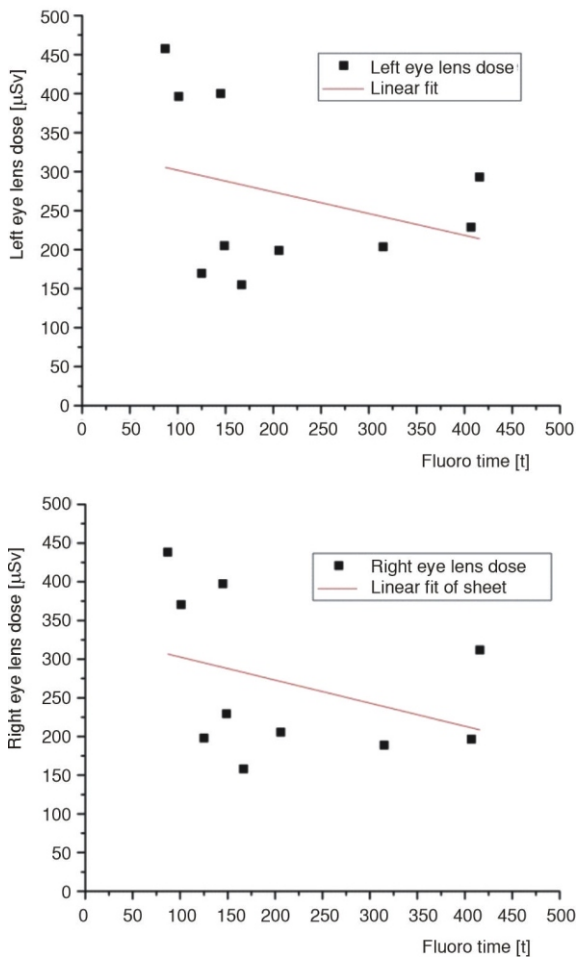 500
450
400
350
300
250
200
150
100
50
0
Left eye lens dose [μSv]
Left eye lens dose
Linear fit
0 50 100 150 200 250 300 350 400 450 500
Fluoro time [t]
500
450
400
350
300
250
200
150
100
50
0
Right eye lens dose [μSv]
Right eye lens dose
Linear fit of sheet
0 50 100 150 200 250 300 350 400 450 500
Fluoro time [t]